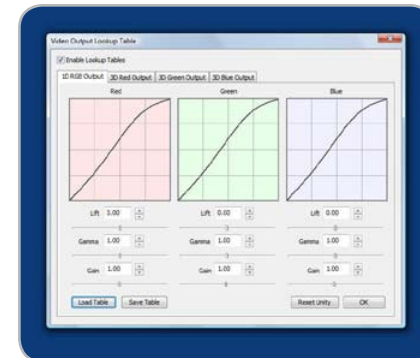 Video Output Lookup Table
Enable Lookup Tables
1D RGB Output 3D Red Output 3D Green Output 3D Blue Output
Red Green Blue
Lift 0.00 Lift 0.00 Lift 0.00
Gamma 1.00 Gamma 1.00 Gamma 1.00
Gain 1.00 Gain 1.00 Gain 1.00
Load Table Save Table Reset Unity OK